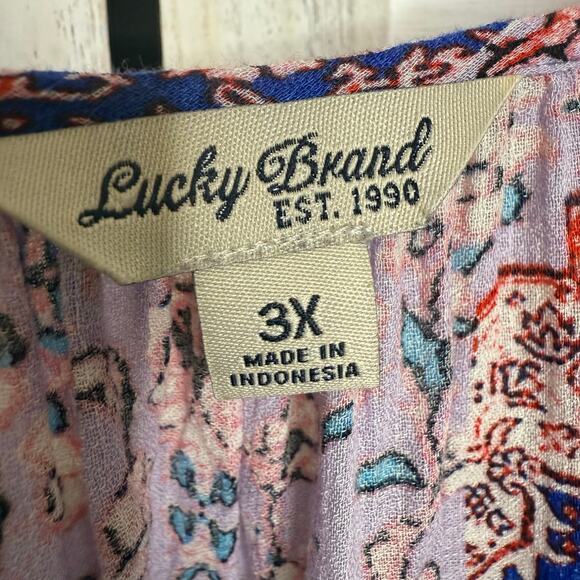 Lucky Brand
EST. 1990
3X
MADE IN
INDONESIA